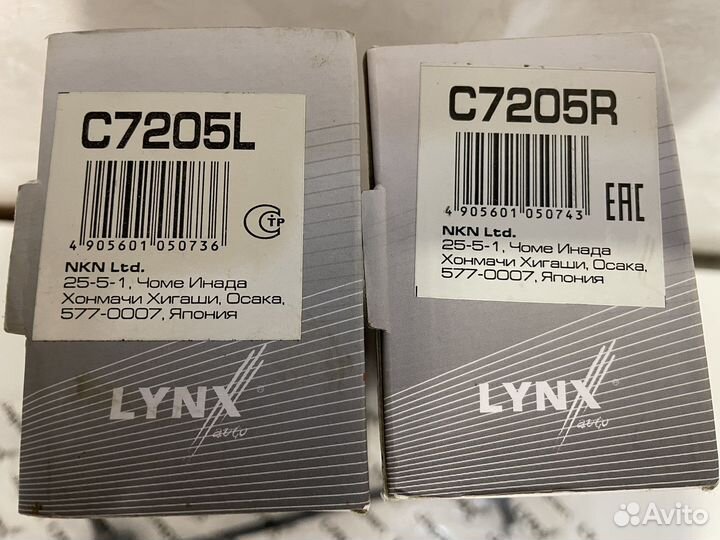 C7205L
4 905601 050736
СТР
NKN Ltd.
25-5-1, Чоме Инада
Хонмачи Хигаши, Осака,
577-0007, Япония
LYNX
auto
C7205R
4 905601 050743
EAC
NKN Ltd.
25-5-1, Чоме Инада
Хонмачи Хигаши, Осака,
577-0007, Япония
LYNX
auto
Avito